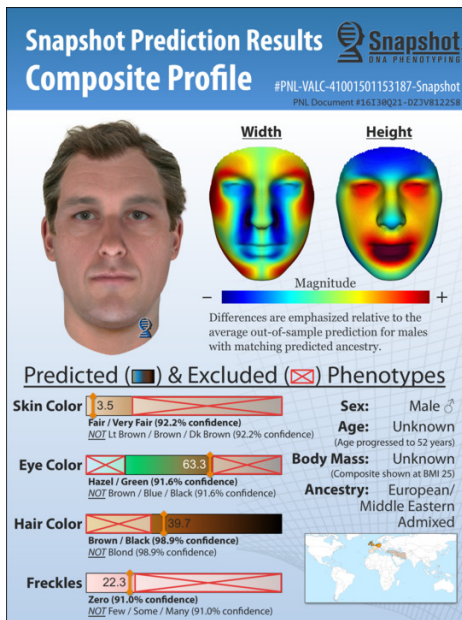 Snapshot Prediction Results
Composite Profile
Snapshot
DNA PHENOTYPING
#PNL-VALC-41001501153187-Snapshot
PNL Document #16I30Q21-DZJV812258
Width
Height
Magnitude
− +
Differences are emphasized relative to the
average out-of-sample prediction for males
with matching predicted ancestry.
Predicted ( ) & Excluded ( ) Phenotypes
Skin Color
3.5
Fair / Very Fair (92.2% confidence)
NOT Lt Brown / Brown / Dk Brown (92.2% confidence)
Eye Color
63.3
Hazel / Green (91.6% confidence)
NOT Brown / Blue / Black (91.6% confidence)
Hair Color
39.7
Brown / Black (98.9% confidence)
NOT Blond (98.9% confidence)
Freckles
22.3
Zero (91.0% confidence)
NOT Few / Some / Many (91.0% confidence)
Sex: Male ♂
Age: Unknown
(Age progressed to 52 years)
Body Mass: Unknown
(Composite shown at BMI 25)
Ancestry: European/
Middle Eastern
Admixed